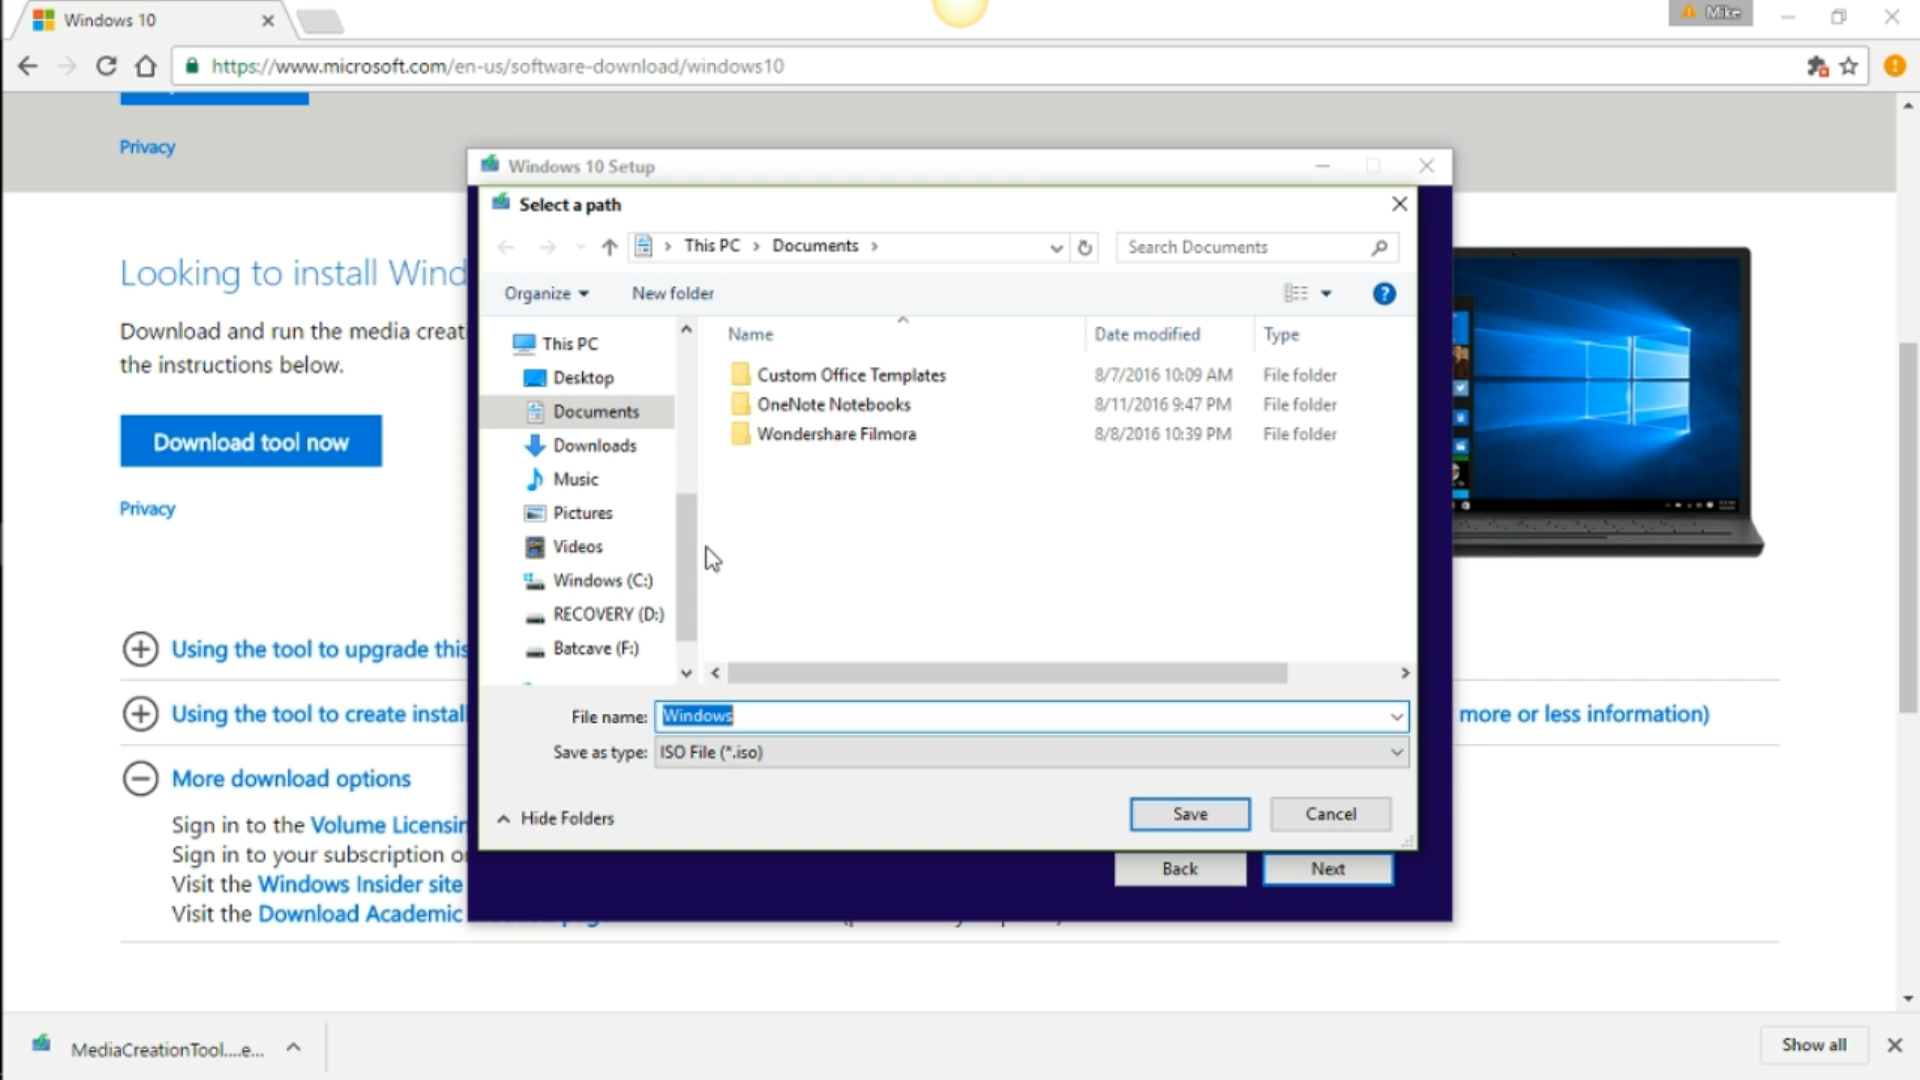 Windows 10
Mike
https://www.microsoft.com/en-us/software-download/windows10
Privacy
Windows 10 Setup
Select a path
This PC
Documents
Search Documents
Organize
New folder
Name
Date modified
Type
This PC
Desktop
Documents
Downloads
Music
Pictures
Videos
Windows (C:)
RECOVERY (D:)
Batcave (F:)
Custom Office Templates 8/7/2016 10:09 AM File folder
OneNote Notebooks 8/11/2016 9:47 PM File folder
Wondershare Filmora 8/8/2016 10:39 PM File folder
File name: Windows
Save as type: ISO File (*.iso)
Hide Folders
Save
Cancel
Back
Next
Looking to install Wind
Download and run the media creat
the instructions below.
Download tool now
Privacy
Using the tool to upgrade this
Using the tool to create install
more or less information)
More download options
Sign in to the Volume Licensin
Sign in to your subscription o
Visit the Windows Insider site
Visit the Download Academic
MediaCreationTool....e...
Show all